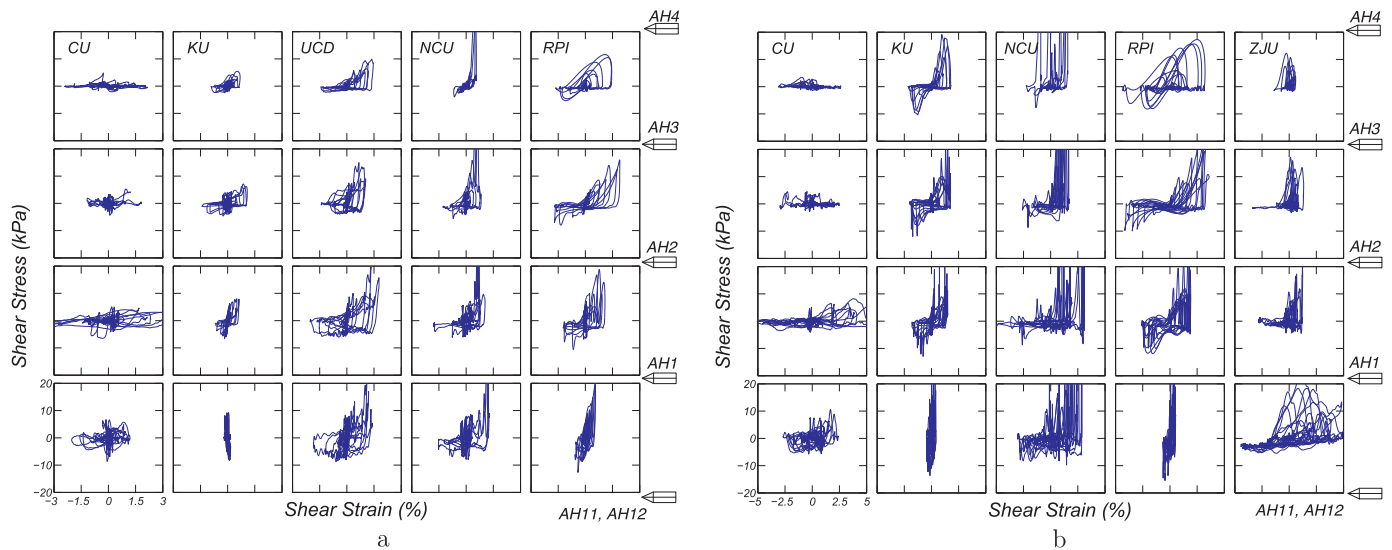 AH4
CU KU UCD NCU RPI
AH3
AH2
AH1
Shear Stress (kPa)
20
10
0
−10
−20
−3 −1.5 0 1.5 3
Shear Strain (%)
AH11, AH12
a
AH4
CU KU NCU RPI ZJU
AH3
AH2
AH1
Shear Stress (kPa)
20
10
0
−10
−20
−5 −2.5 0 2.5 5
Shear Strain (%)
AH11, AH12
b